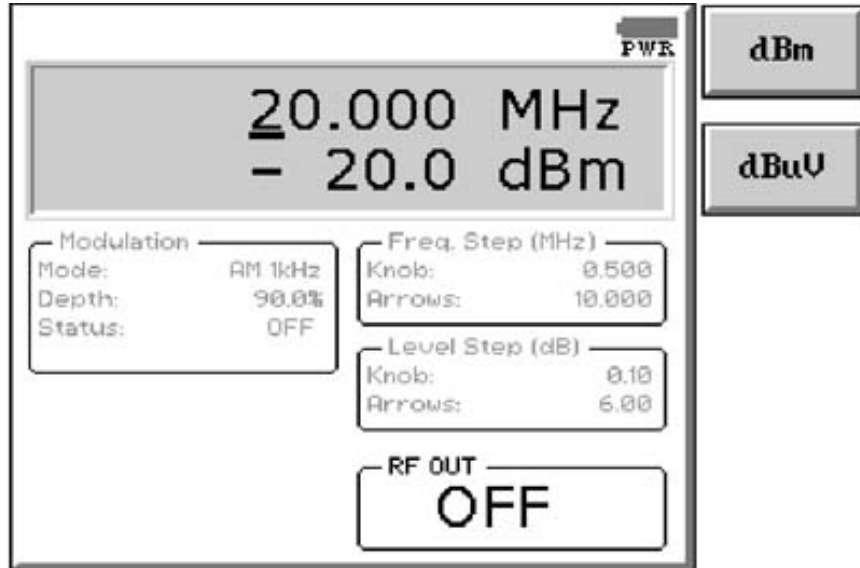 PWR
20.000 MHz
- 20.0 dBm
dBm
dBuV
Modulation
Mode: AM 1kHz
Depth: 90.0%
Status: OFF
Freq. Step (MHz)
Knob: 0.500
Arrows: 10.000
Level Step (dB)
Knob: 0.10
Arrows: 6.00
RF OUT
OFF